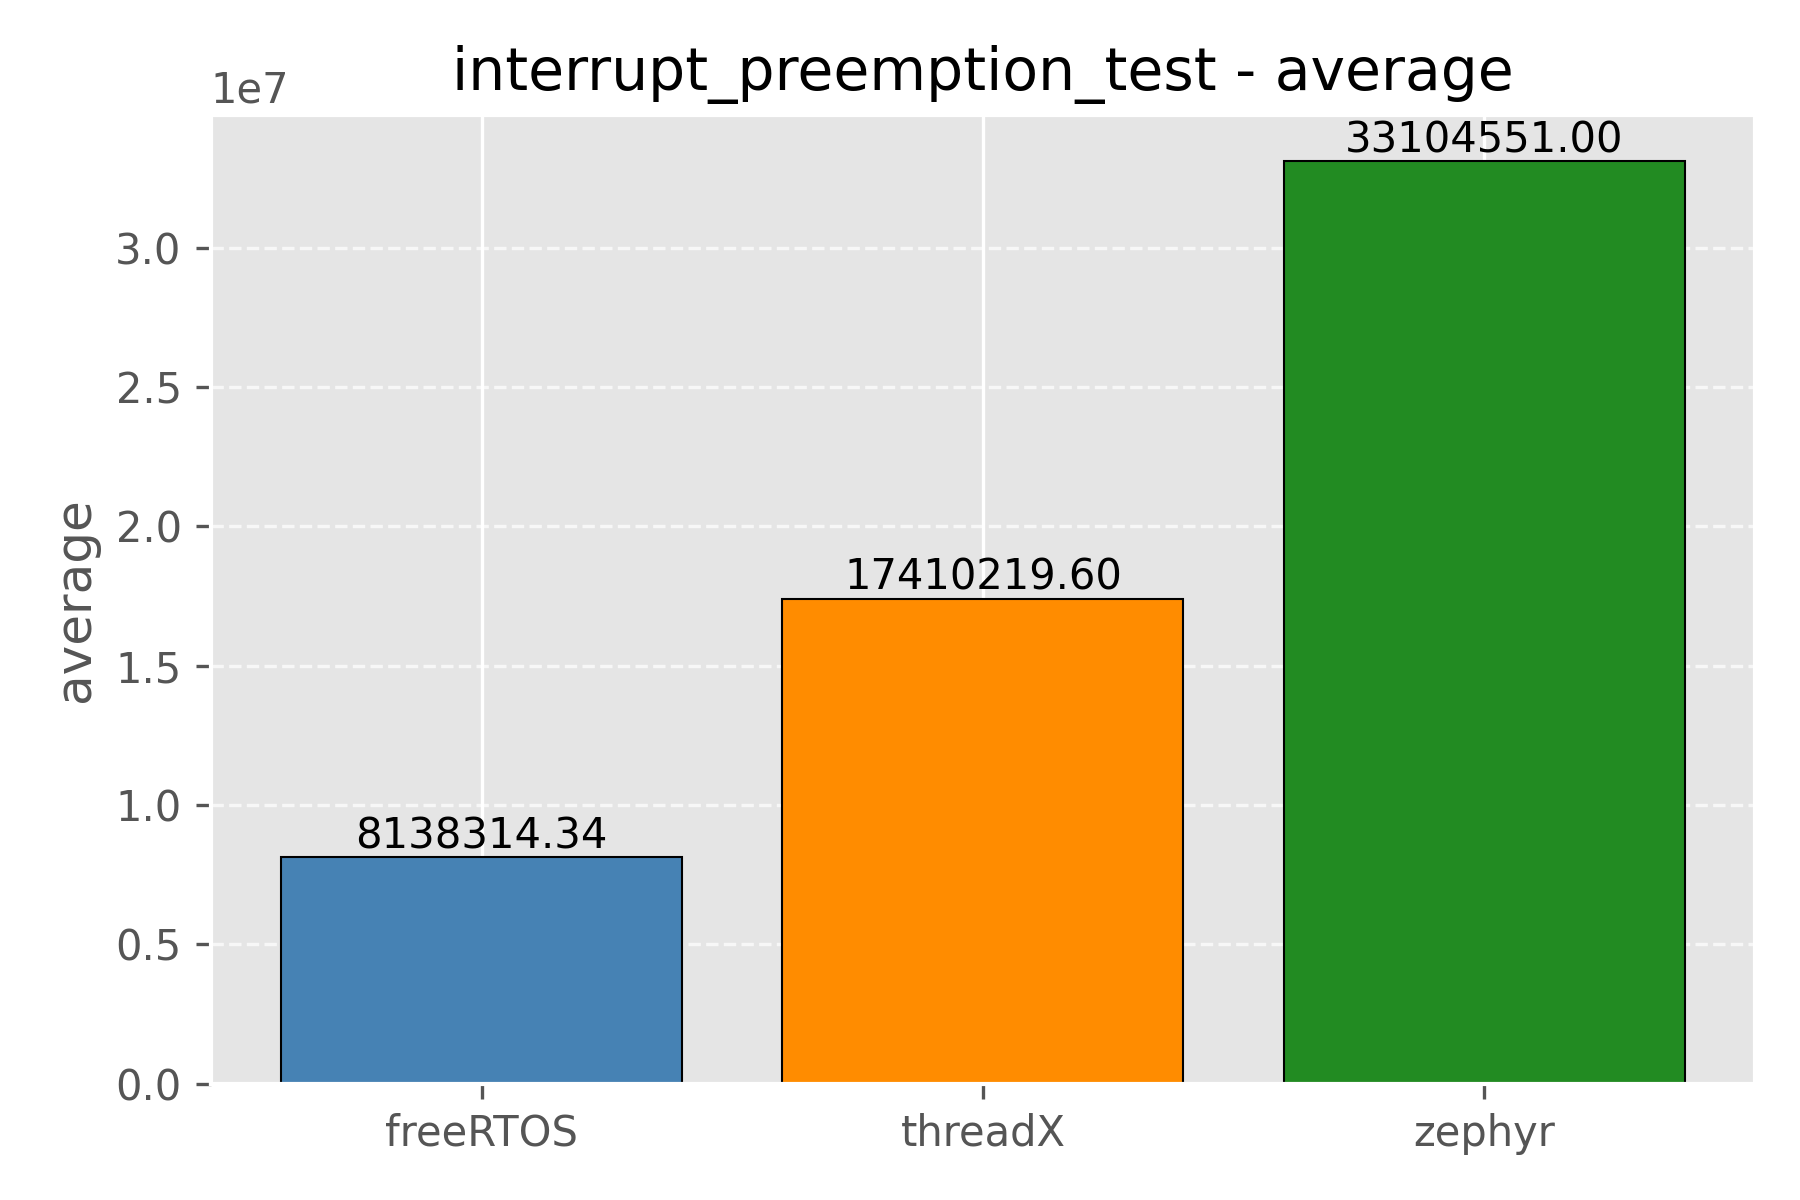 interrupt_preemption_test - average
1e7
33104551.00
3.0
2.5
2.0
17410219.60
1.5
1.0
8138314.34
0.5
0.0
average
freeRTOS
threadX
zephyr